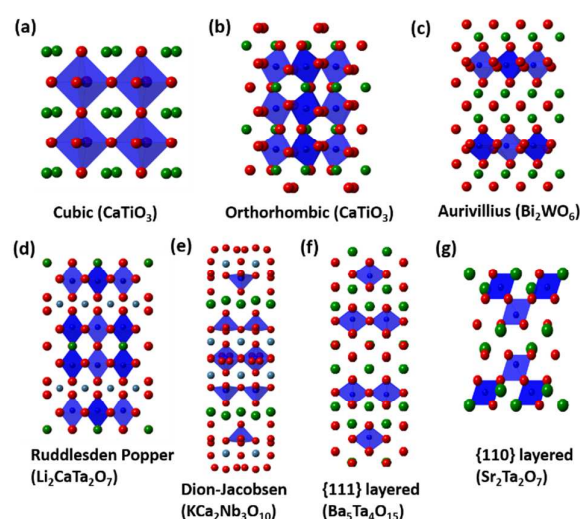 (a)
(b)
(c)
Cubic (CaTiO₃)
Orthorhombic (CaTiO₃)
Aurivillius (Bi₂WO₆)
(d)
(e)
(f)
(g)
Ruddlesden Popper
(Li₂CaTa₂O₇)
Dion-Jacobsen
(KCa₂Nb₃O₁₀)
{111} layered
(Ba₅Ta₄O₁₅)
{110} layered
(Sr₂Ta₂O₇)